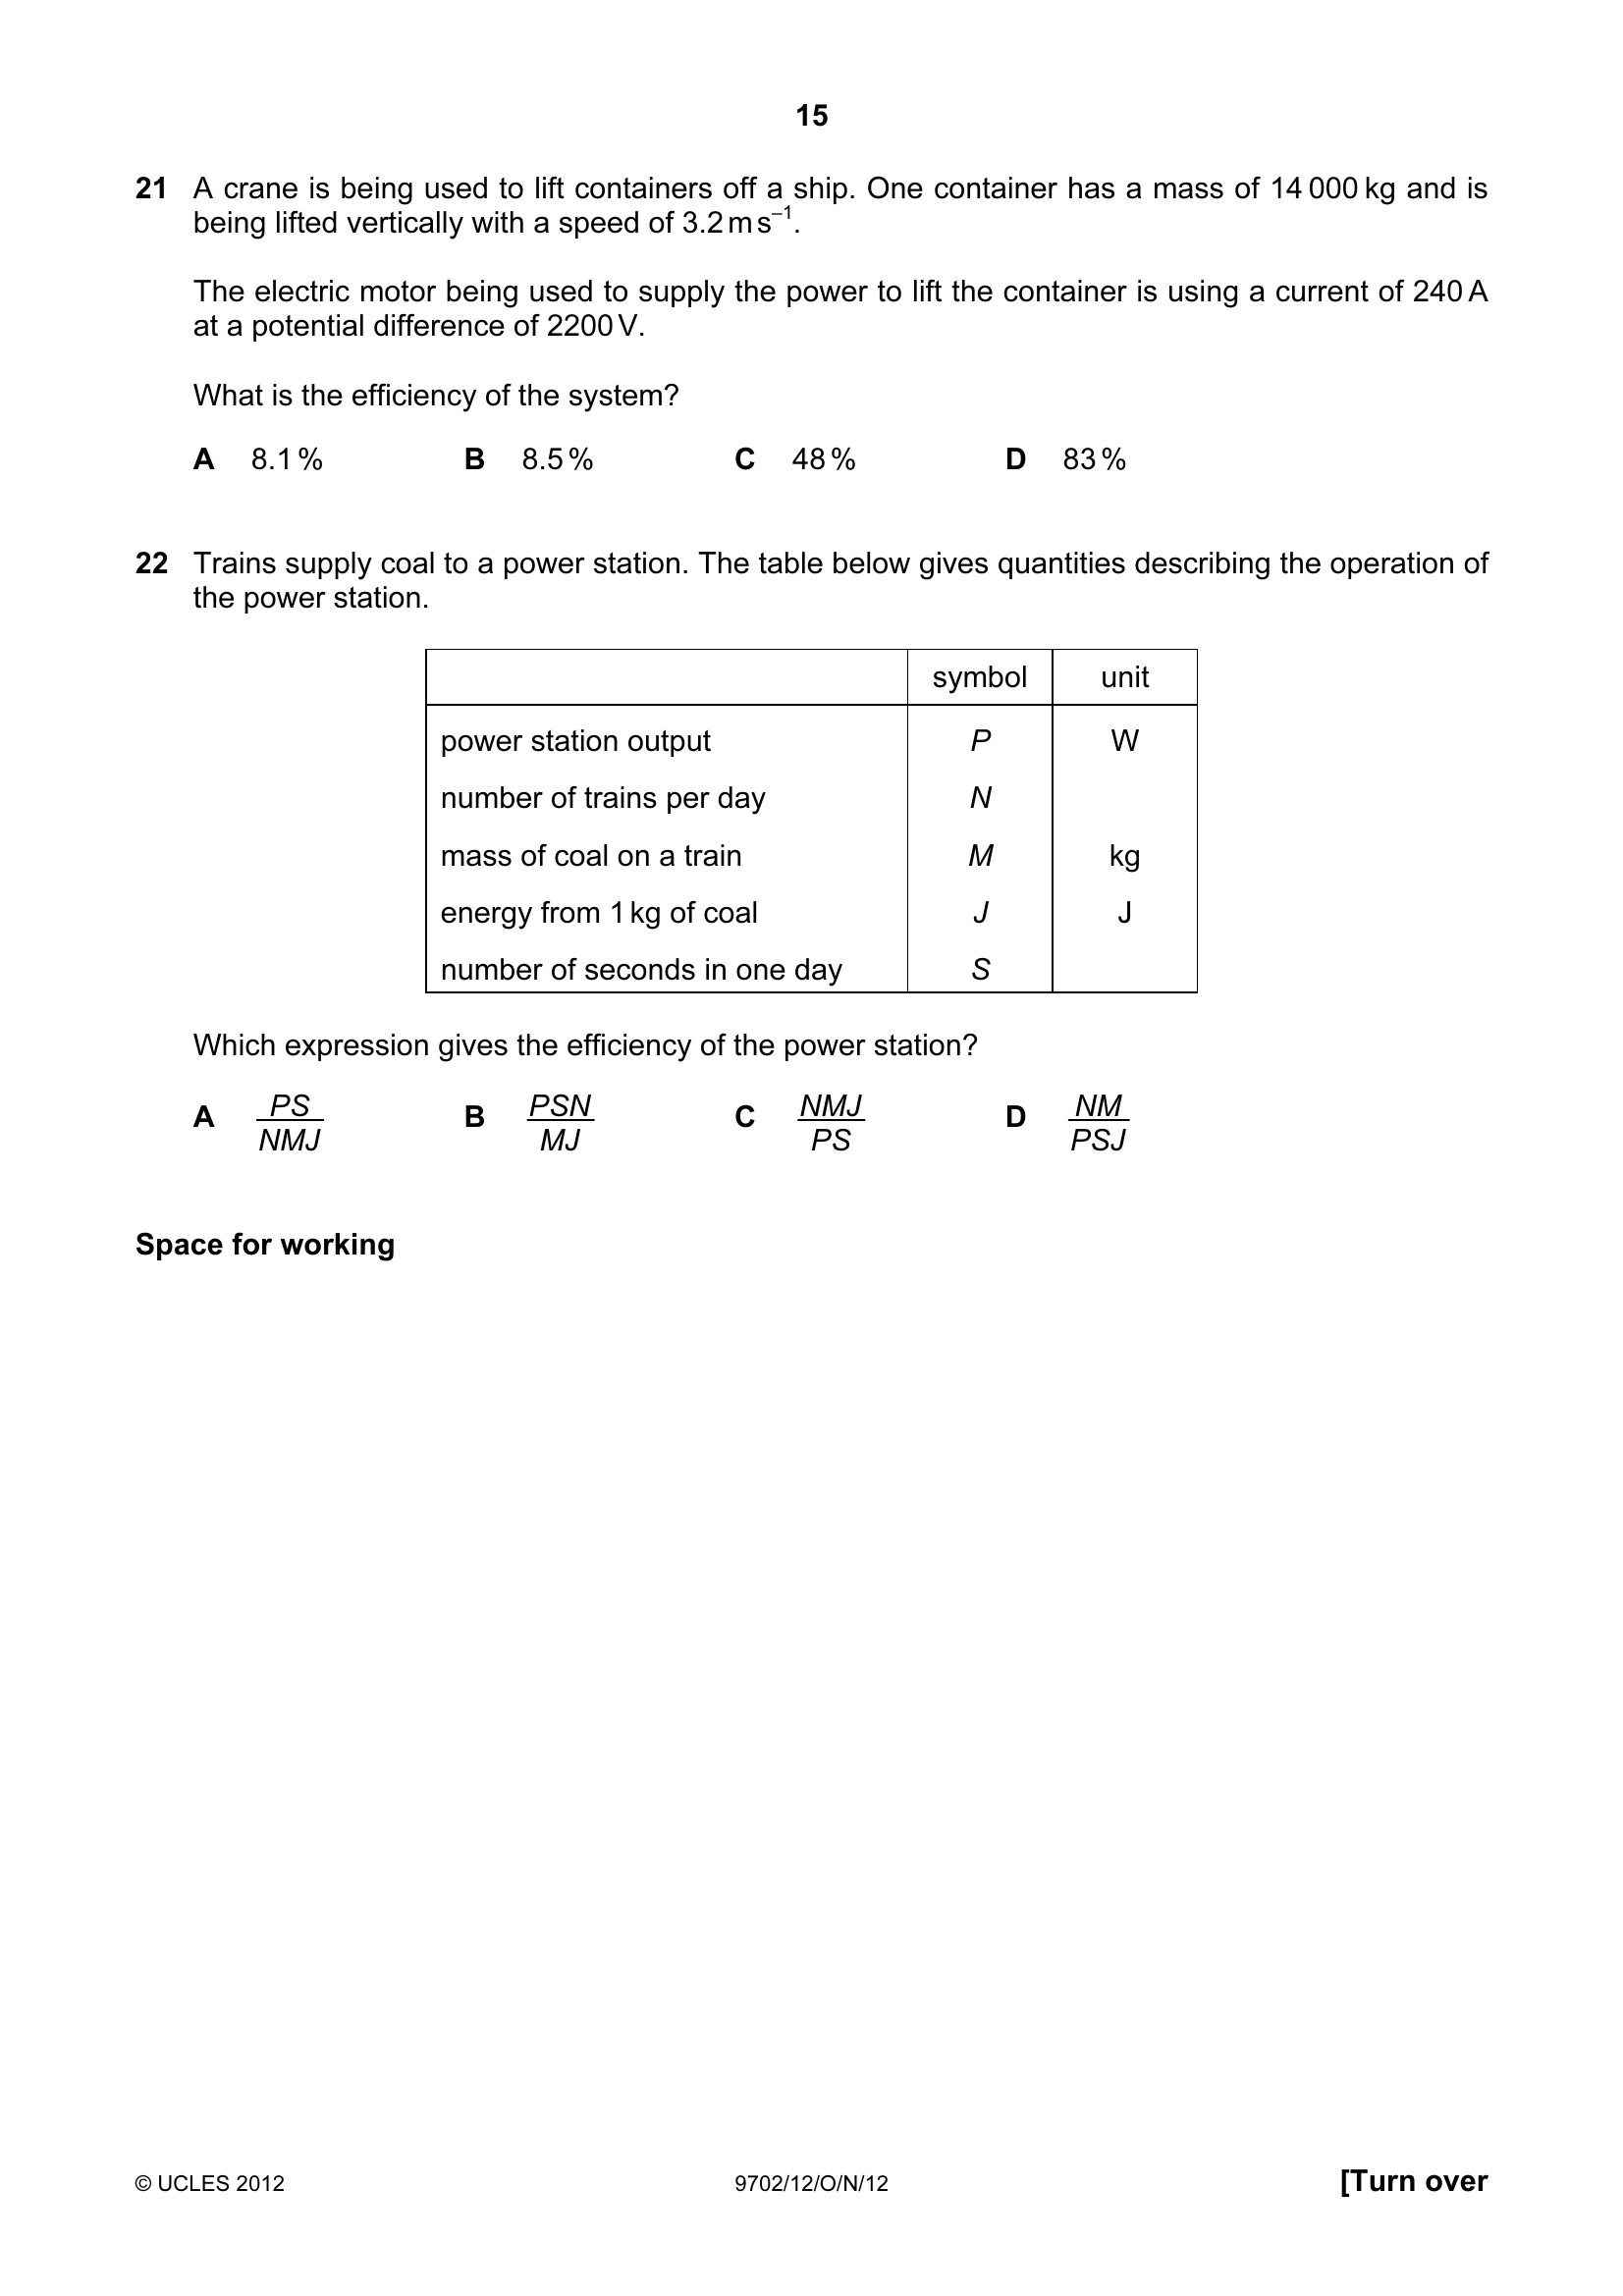 15
21 A crane is being used to lift containers off a ship. One container has a mass of 14 000 kg and is
being lifted vertically with a speed of 3.2 m s⁻¹.
The electric motor being used to supply the power to lift the container is using a current of 240 A
at a potential difference of 2200 V.
What is the efficiency of the system?
A 8.1 % B 8.5 % C 48 % D 83 %
22 Trains supply coal to a power station. The table below gives quantities describing the operation of
the power station.
symbol unit
power station output P W
number of trains per day N
mass of coal on a train M kg
energy from 1 kg of coal J J
number of seconds in one day S
Which expression gives the efficiency of the power station?
A PS/NMJ B PSN/MJ C NMJ/PS D NM/PSJ
Space for working
© UCLES 2012 9702/12/O/N/12 [Turn over